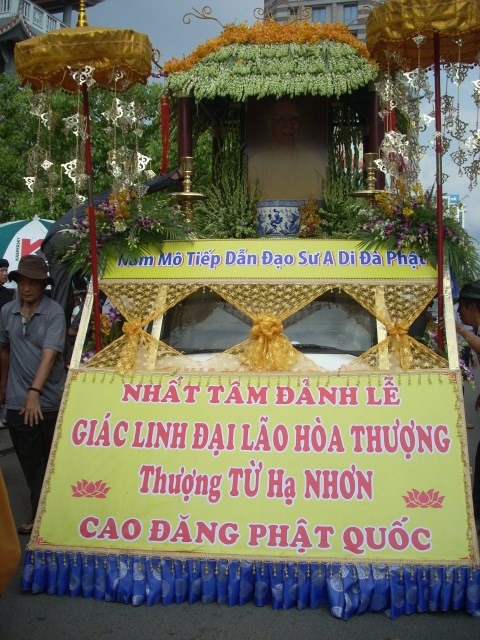 Nam Mô Tiếp Dẫn Đạo Sư A Di Đà Phật
NHẤT TÂM ĐẢNH LỄ
GIÁC LINH ĐẠI LÃO HÒA THƯỢNG
Thượng TỪ Hạ NHƠN
CAO ĐĂNG PHẬT QUỐC